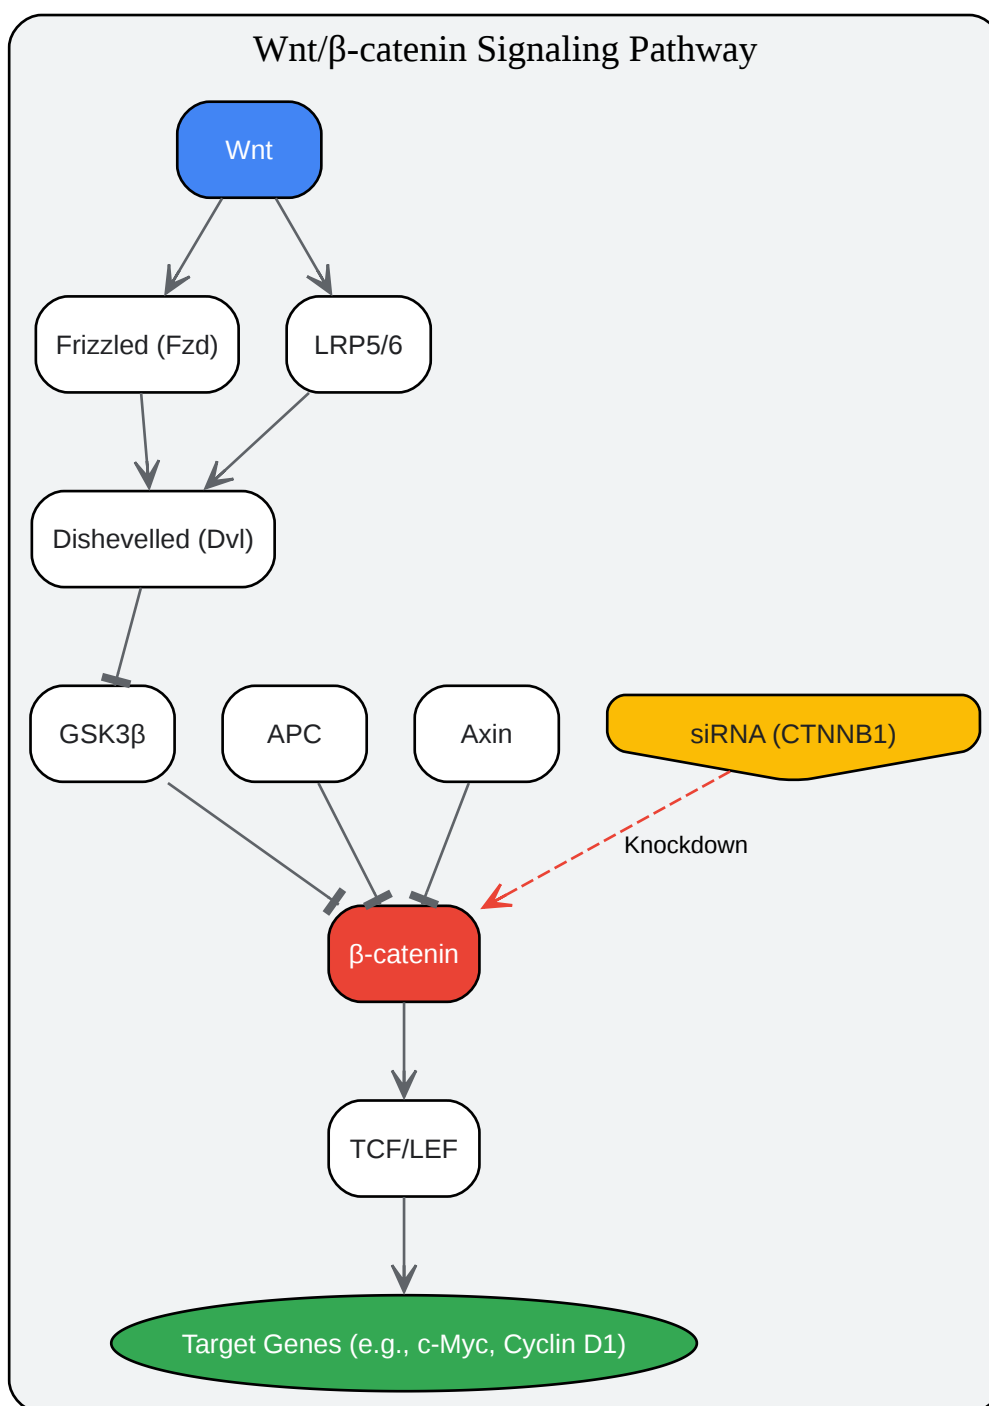 Wnt/β-catenin Signaling Pathway
Wnt
Frizzled (Fzd)
LRP5/6
Dishevelled (Dvl)
GSK3β
APC
Axin
siRNA (CTNNB1)
Knockdown
β-catenin
TCF/LEF
Target Genes (e.g., c-Myc, Cyclin D1)